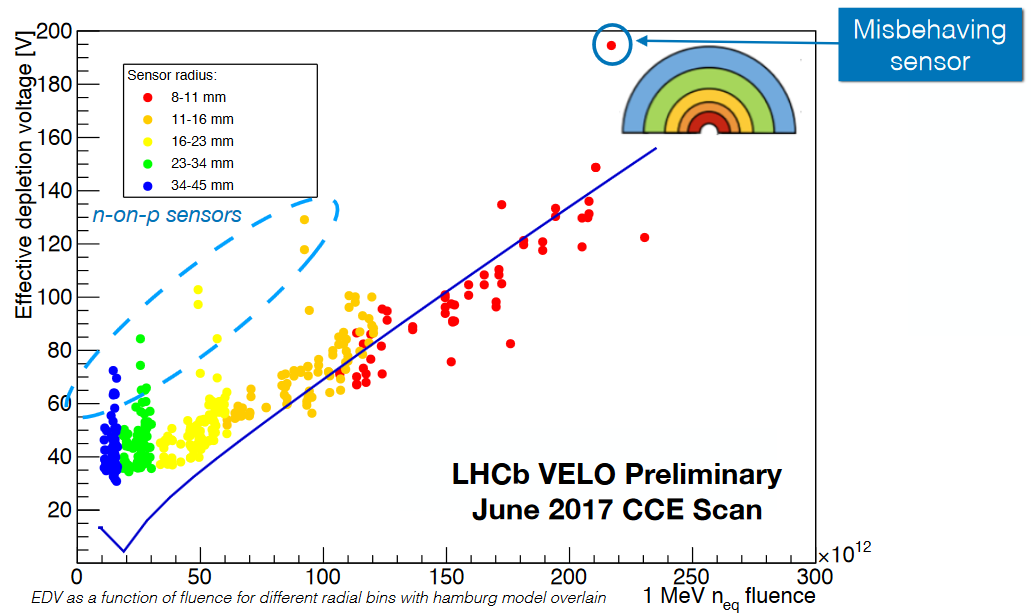 Misbehaving
sensor
Effective depletion voltage [V]
200
180
160
140
120
100
80
60
40
20
Sensor radius:
8-11 mm
11-16 mm
16-23 mm
23-34 mm
34-45 mm
n-on-p sensors
LHCb VELO Preliminary
June 2017 CCE Scan
0 50 100 150 200 250 300
×10¹²
1 MeV nₑq fluence
EDV as a function of fluence for different radial bins with hamburg model overlain